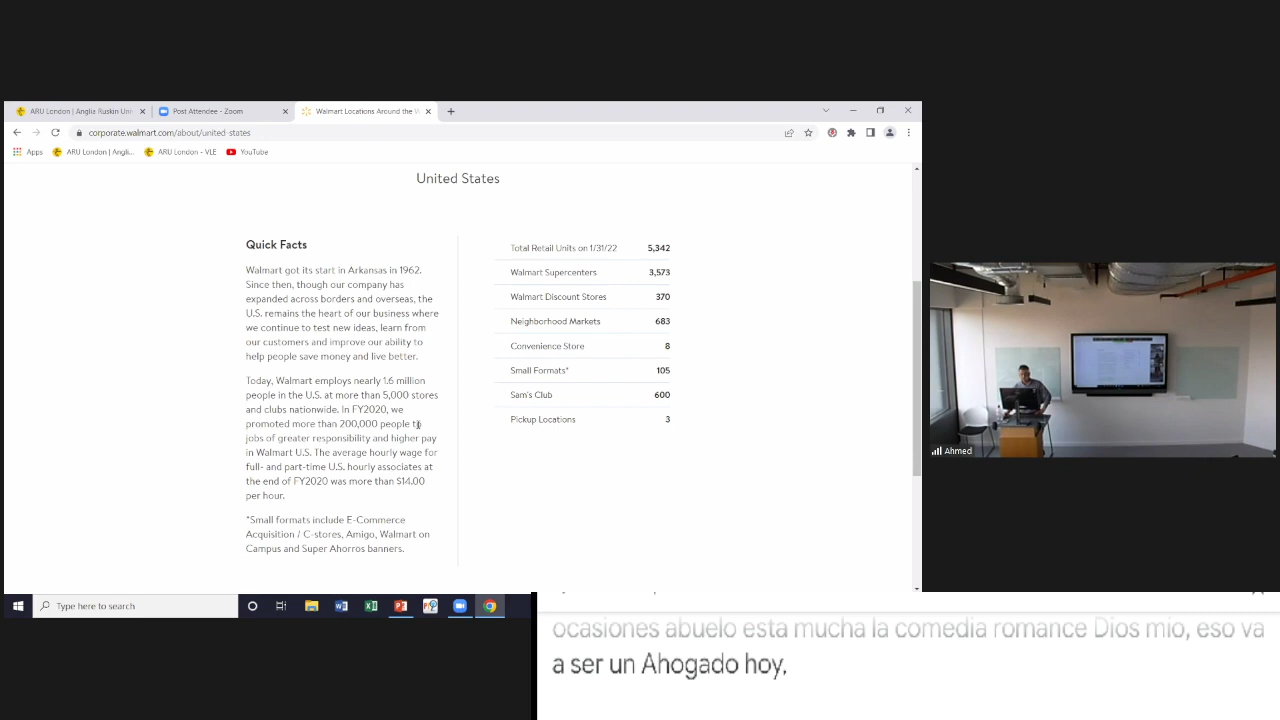 ARU London | Anglia Ruskin Uni
Post Attendee - Zoom
Walmart Locations Around the W
corporate.walmart.com/about/united-states
Apps
ARU London | Angli...
ARU London - VLE
YouTube
United States
Quick Facts
Walmart got its start in Arkansas in 1962.
Since then, though our company has
expanded across borders and overseas, the
U.S. remains the heart of our business where
we continue to test new ideas, learn from
our customers and improve our ability to
help people save money and live better.
Today, Walmart employs nearly 1.6 million
people in the U.S. at more than 5,000 stores
and clubs nationwide. In FY2020, we
promoted more than 200,000 people to
jobs of greater responsibility and higher pay
in Walmart U.S. The average hourly wage for
full- and part-time U.S. hourly associates at
the end of FY2020 was more than $14.00
per hour.
*Small formats include E-Commerce
Acquisition / C-stores, Amigo, Walmart on
Campus and Super Ahorros banners.
Total Retail Units on 1/31/22 5,342
Walmart Supercenters 3,573
Walmart Discount Stores 370
Neighborhood Markets 683
Convenience Store 8
Small Formats* 105
Sam's Club 600
Pickup Locations 3
Ahmed
Type here to search
ocasiones abuelo esta mucha la comedia romance Dios mio, eso va
a ser un Ahogado hoy,